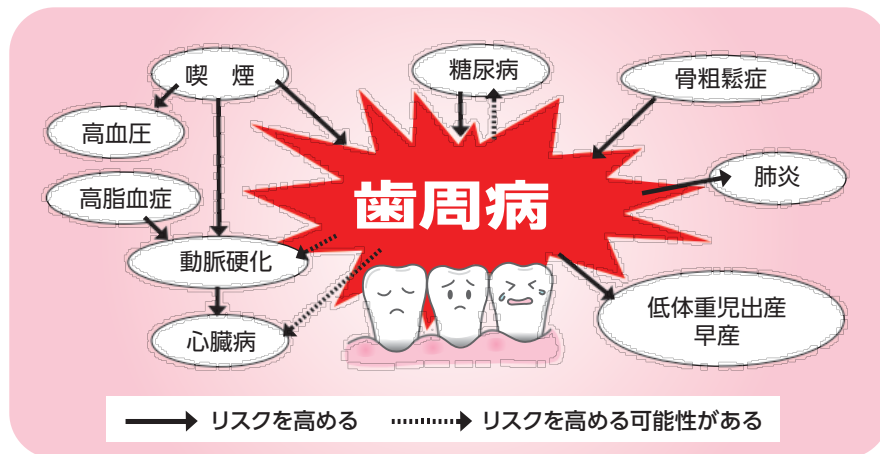 喫　煙
糖尿病
骨粗鬆症
高血圧
肺炎
高脂血症
歯周病
動脈硬化
低体重児出産
早産
心臓病
リスクを高める
リスクを高める可能性がある